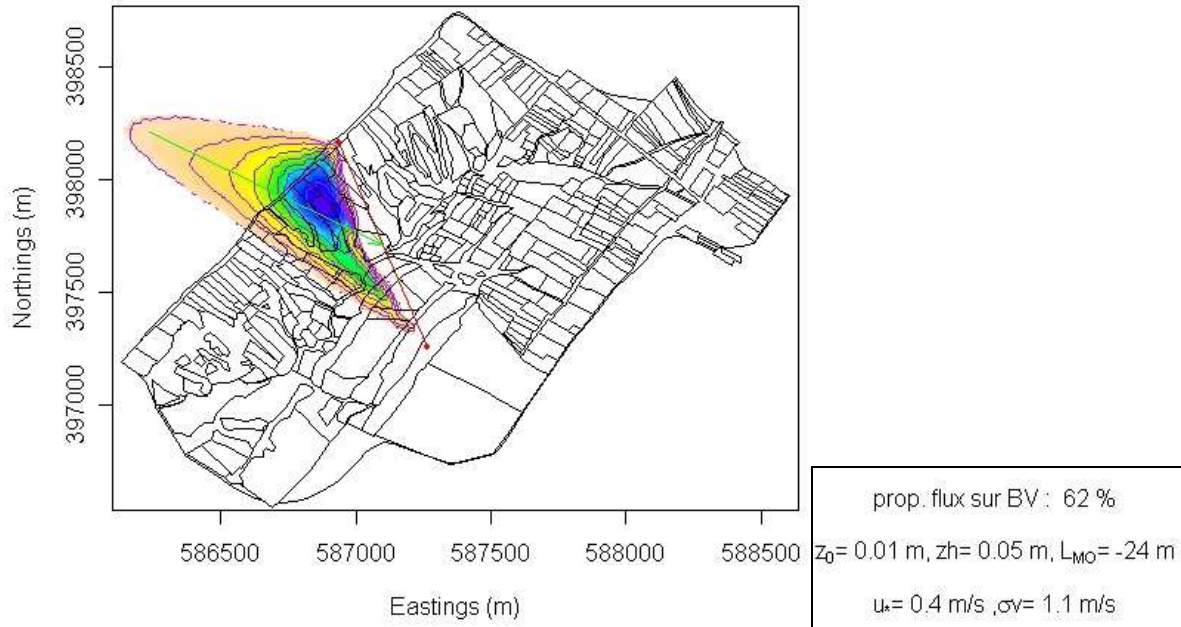 398500
398000
397500
397000
Northings (m)
586500 587000 587500 588000 588500
Eastings (m)
prop. flux sur BV : 62 %
z₀= 0.01 m, zh= 0.05 m, L_MO= -24 m
u*= 0.4 m/s ,σv= 1.1 m/s